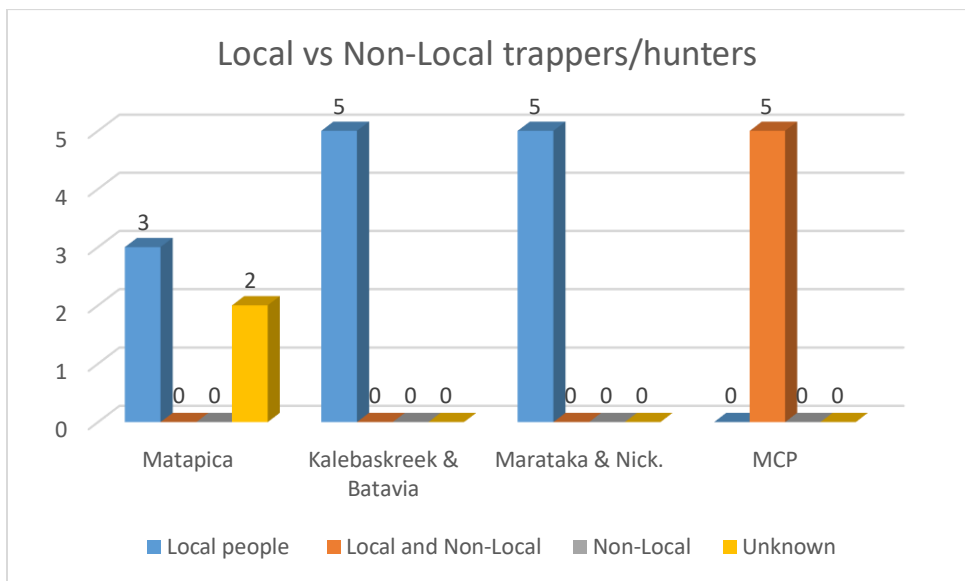 Local vs Non-Local trappers/hunters
5
4
3
2
1
0
3 0 0 2
5 0 0 0
5 0 0 0
0 5 0 0
Matapica
Kalebaskreek &
Batavia
Marataka & Nick.
MCP
Local people Local and Non-Local Non-Local Unknown